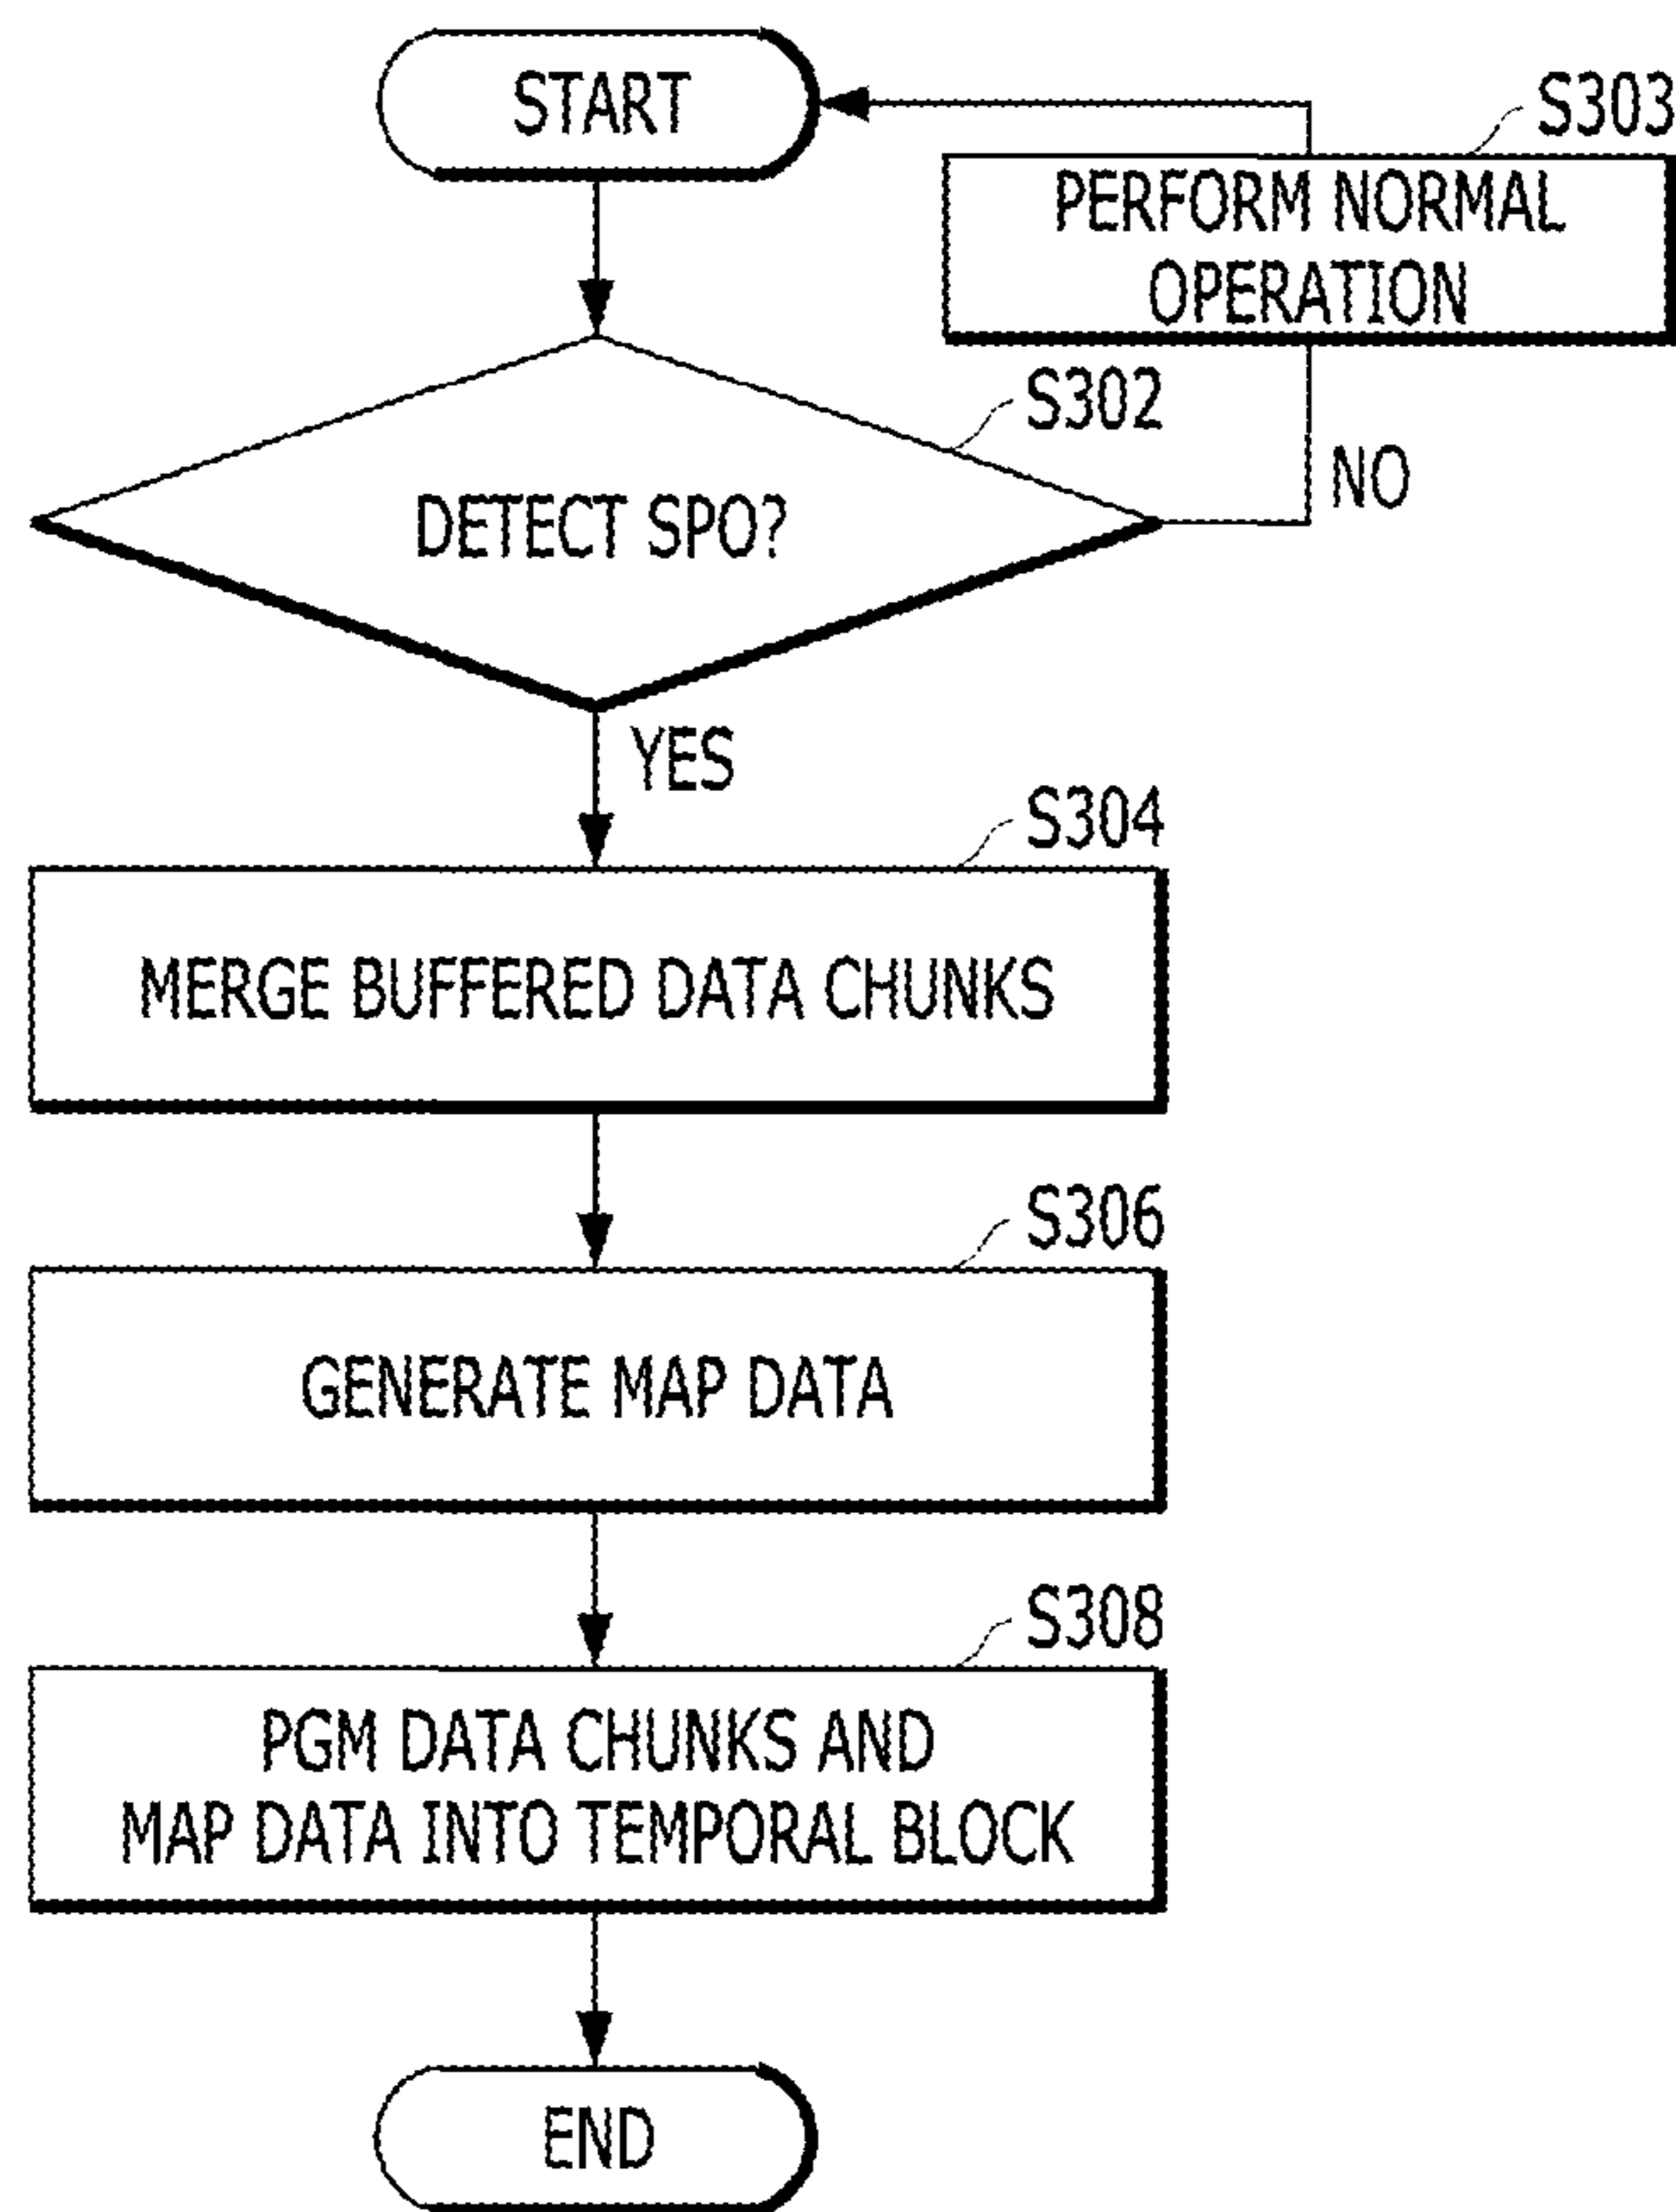 START
S303
PERFORM NORMAL
OPERATION
S302
DETECT SPO?
NO
YES
S304
MERGE BUFFERED DATA CHUNKS
S306
GENERATE MAP DATA
S308
PGM DATA CHUNKS AND
MAP DATA INTO TEMPORAL BLOCK
END